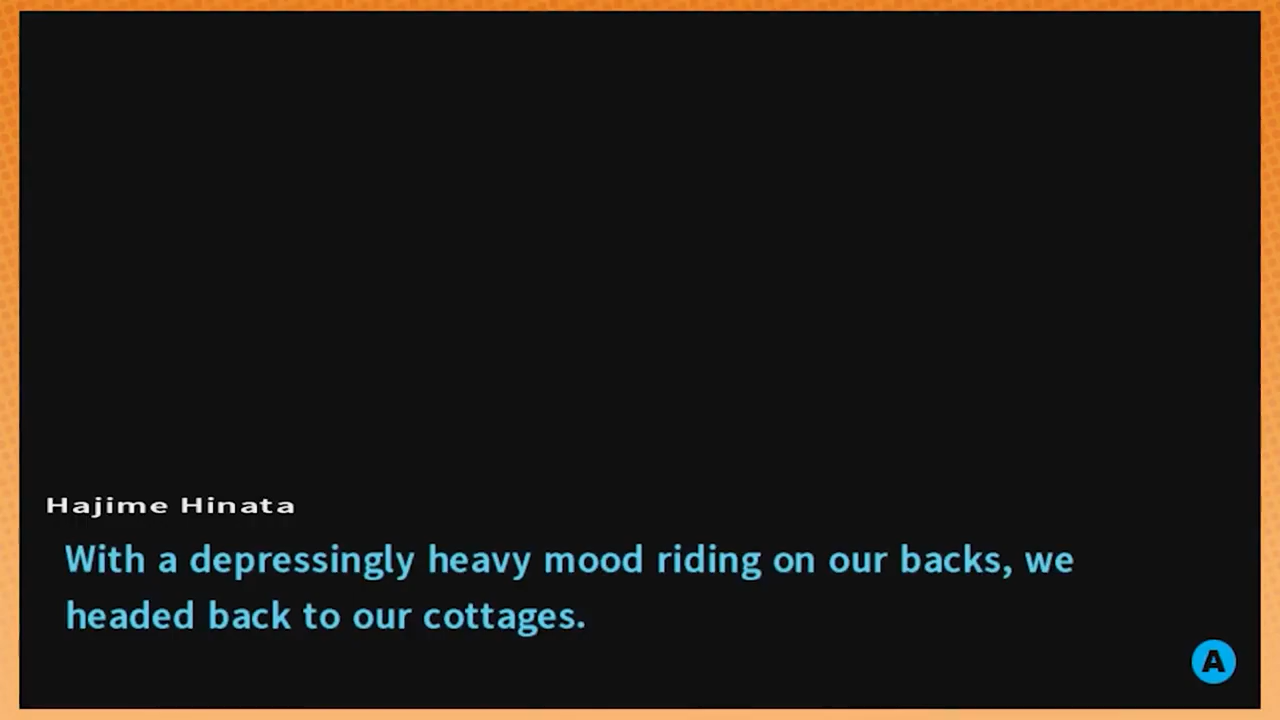 Hajime Hinata
With a depressingly heavy mood riding on our backs, we
headed back to our cottages.
A